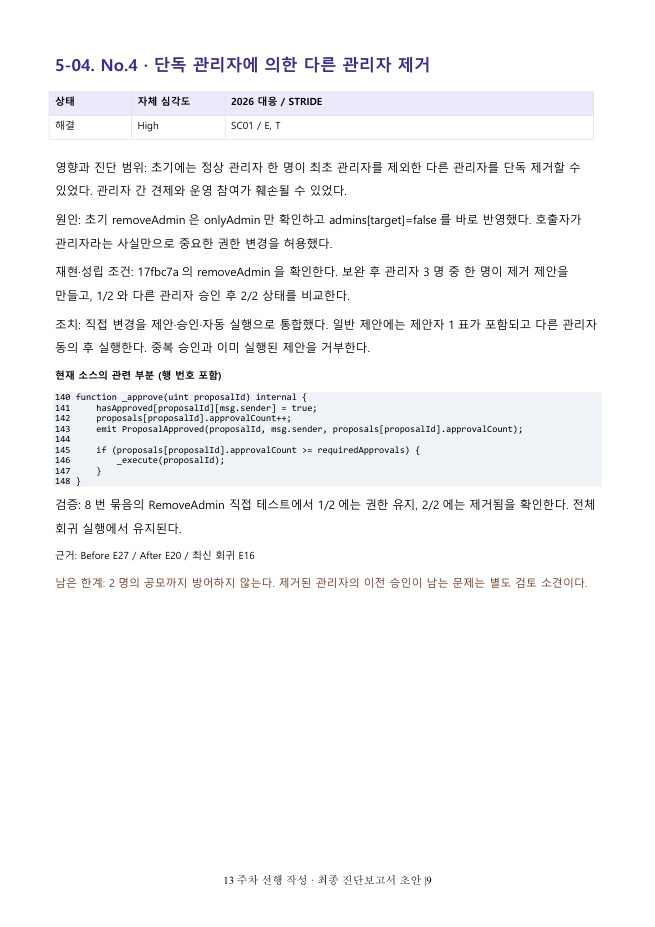 5-04. No.4 · 단독 관리자에 의한 다른 관리자 제거
상태 자체 심각도 2026 대응 / STRIDE
해결 High SC01 / E, T
영향과 진단 범위: 초기에는 정상 관리자 한 명이 최초 관리자를 제외한 다른 관리자를 단독 제거할 수
있었다. 관리자 간 견제와 운영 참여가 훼손될 수 있었다.
원인: 초기 removeAdmin 은 onlyAdmin 만 확인하고 admins[target]=false 를 바로 반영했다. 호출자가
관리자라는 사실만으로 중요한 권한 변경을 허용했다.
재현·성립 조건: 17fbc7a 의 removeAdmin 을 확인한다. 보완 후 관리자 3 명 중 한 명이 제거 제안을
만들고, 1/2 와 다른 관리자 승인 후 2/2 상태를 비교한다.
조치: 직접 변경을 제안·승인·자동 실행으로 통합했다. 일반 제안에는 제안자 1 표가 포함되고 다른 관리자
동의 후 실행한다. 중복 승인과 이미 실행된 제안을 거부한다.
현재 소스의 관련 부분 (행 번호 포함)
140 function _approve(uint proposalId) internal {
141     hasApproved[proposalId][msg.sender] = true;
142     proposals[proposalId].approvalCount++;
143     emit ProposalApproved(proposalId, msg.sender, proposals[proposalId].approvalCount);
144
145     if (proposals[proposalId].approvalCount >= requiredApprovals) {
146         _execute(proposalId);
147     }
148 }
검증: 8 번 묶음의 RemoveAdmin 직접 테스트에서 1/2 에는 권한 유지, 2/2 에는 제거됨을 확인한다. 전체
회귀 실행에서 유지된다.
근거: Before E27 / After E20 / 최신 회귀 E16
남은 한계: 2 명의 공모까지 방어하지 않는다. 제거된 관리자의 이전 승인이 남는 문제는 별도 검토 소견이다.
13 주차 선행 작성 · 최종 진단보고서 초안 |9